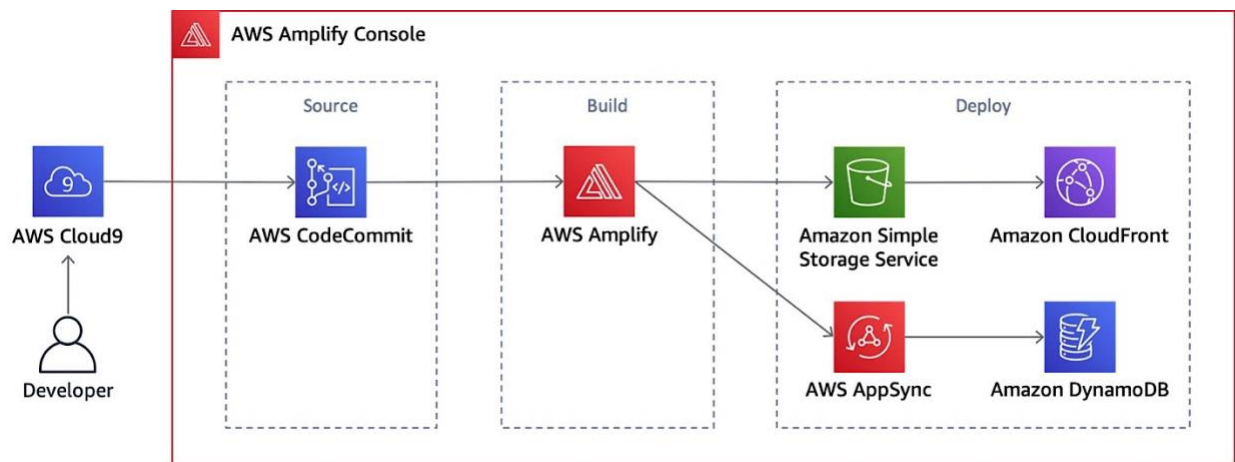 AWS Amplify Console
Source
Build
Deploy
9
AWS Cloud9
</>
AWS CodeCommit
AWS Amplify
Amazon Simple
Storage Service
Amazon CloudFront
Developer
AWS AppSync
Amazon DynamoDB